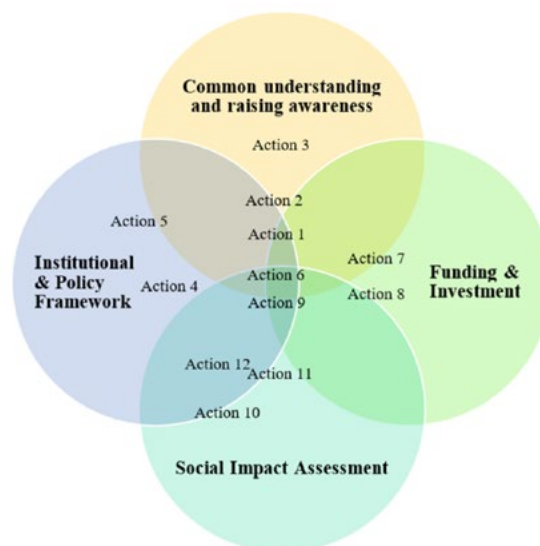 Common understanding
and raising awareness
Action 3
Action 2
Action 5
Action 1
Institutional
& Policy
Framework
Action 4
Action 6
Action 9
Action 7
Action 8
Funding &
Investment
Action 12
Action 11
Action 10
Social Impact Assessment